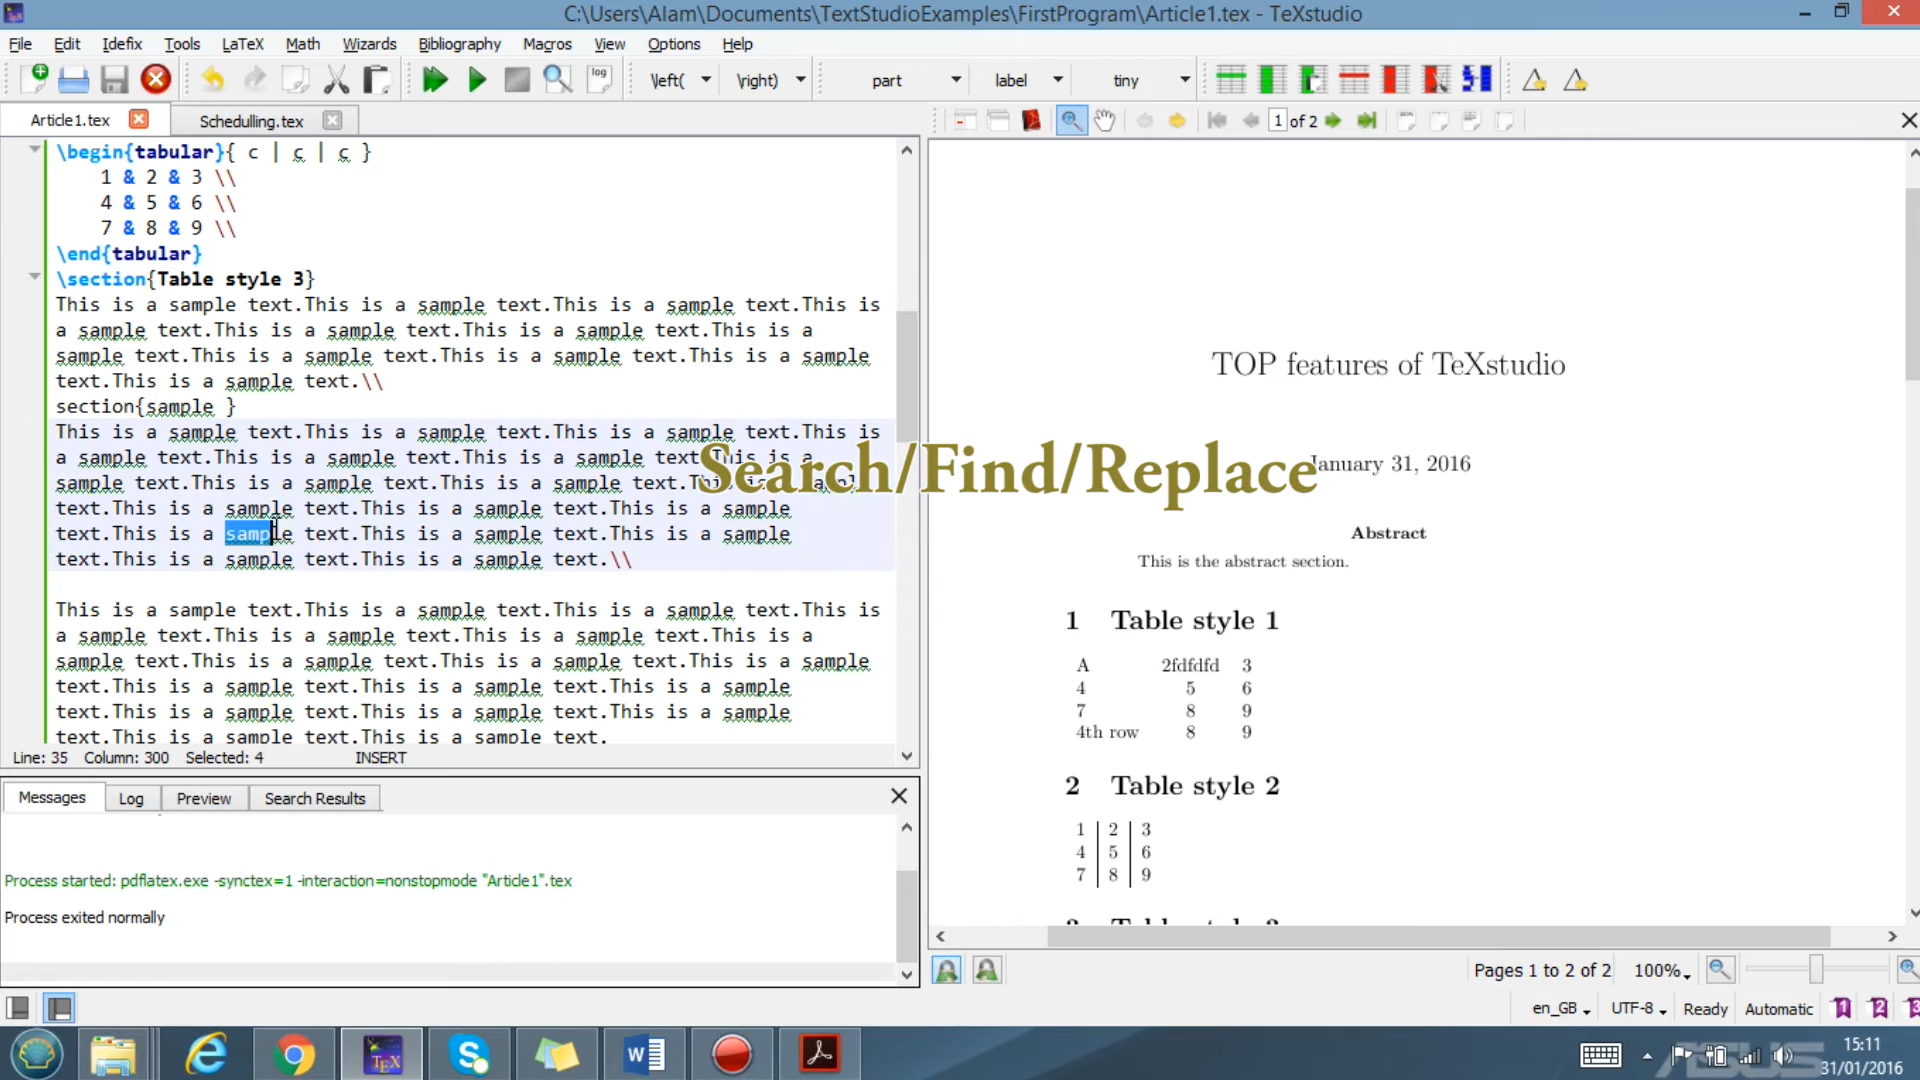 C:\Users\Alam\Documents\TextStudioExamples\FirstProgram\Article1.tex - TeXstudio
File Edit Idefix Tools LaTeX Math Wizards Bibliography Macros View Options Help
log \left( \right) part label tiny
Article1.tex Schedulling.tex
1 of 2
\begin{tabular}{ c | c | c }
1 & 2 & 3 \\
4 & 5 & 6 \\
7 & 8 & 9 \\
\end{tabular}
\section{Table style 3}
This is a sample text.This is a sample text.This is a sample text.This is
a sample text.This is a sample text.This is a sample text.This is a
sample text.This is a sample text.This is a sample text.This is a sample
text.This is a sample text.\\
section{sample }
This is a sample text.This is a sample text.This is a sample text.This is
a sample text.This is a sample text.This is a sample text.This is a
sample text.This is a sample text.This is a sample
text.This is a sample text.This is a sample text.This is a sample
text.This is a sample text.This is a sample text.This is a sample
text.This is a sample text.This is a sample text.\\
This is a sample text.This is a sample text.This is a sample text.This is
a sample text.This is a sample text.This is a sample text.This is a
sample text.This is a sample text.This is a sample text.This is a sample
text.This is a sample text.This is a sample text.This is a sample
text.This is a sample text.This is a sample text.This is a sample
text.This is a sample text.This is a sample text.
Search/Find/Replace
Line: 35 Column: 300 Selected: 4 INSERT
Messages Log Preview Search Results
Process started: pdflatex.exe -synctex=1 -interaction=nonstopmode "Article1".tex
Process exited normally
TOP features of TeXstudio
January 31, 2016
Abstract
This is the abstract section.
1 Table style 1
A 2fdfdfd 3
4 5 6
7 8 9
4th row 8 9
2 Table style 2
1 2 3
4 5 6
7 8 9
Pages 1 to 2 of 2 100%
en_GB UTF-8 Ready Automatic 1 2 3
TEX
15:11
31/01/2016
ASUS